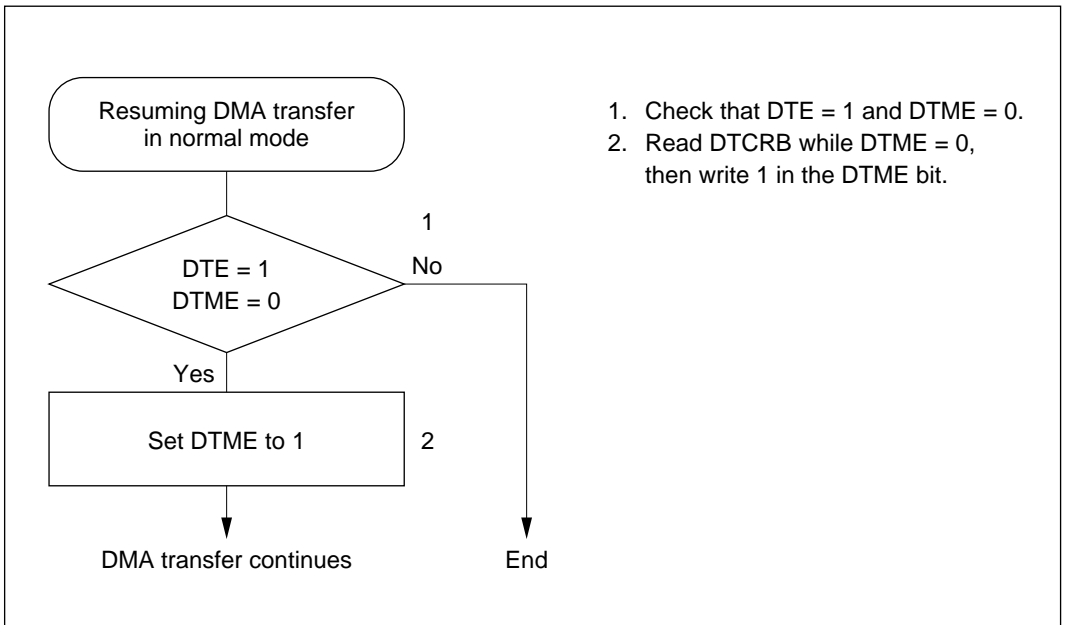 Resuming DMA transfer
in normal mode
1. Check that DTE = 1 and DTME = 0.
2. Read DTCRB while DTME = 0,
then write 1 in the DTME bit.
1
DTE = 1
DTME = 0
No
Yes
Set DTME to 1
2
DMA transfer continues
End